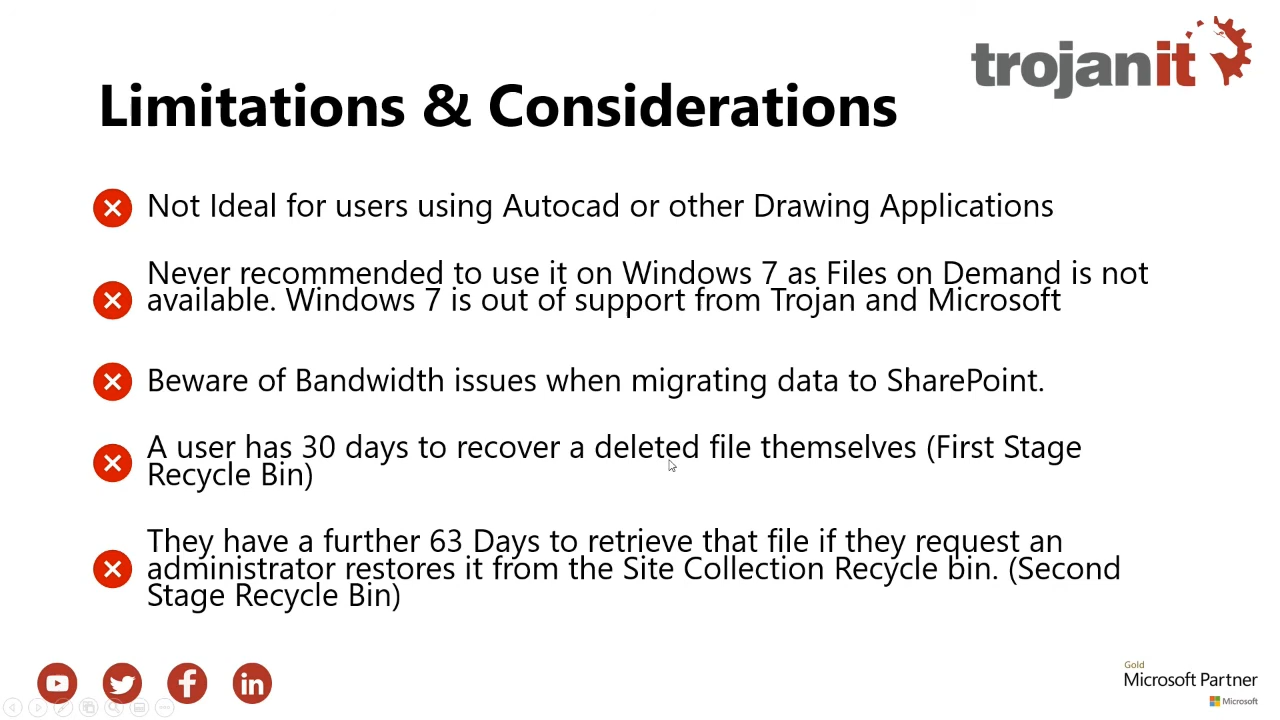 trojanit
Limitations & Considerations
Not Ideal for users using Autocad or other Drawing Applications
Never recommended to use it on Windows 7 as Files on Demand is not
available. Windows 7 is out of support from Trojan and Microsoft
Beware of Bandwidth issues when migrating data to SharePoint.
A user has 30 days to recover a deleted file themselves (First Stage
Recycle Bin)
They have a further 63 Days to retrieve that file if they request an
administrator restores it from the Site Collection Recycle bin. (Second
Stage Recycle Bin)
Gold
Microsoft Partner
Microsoft